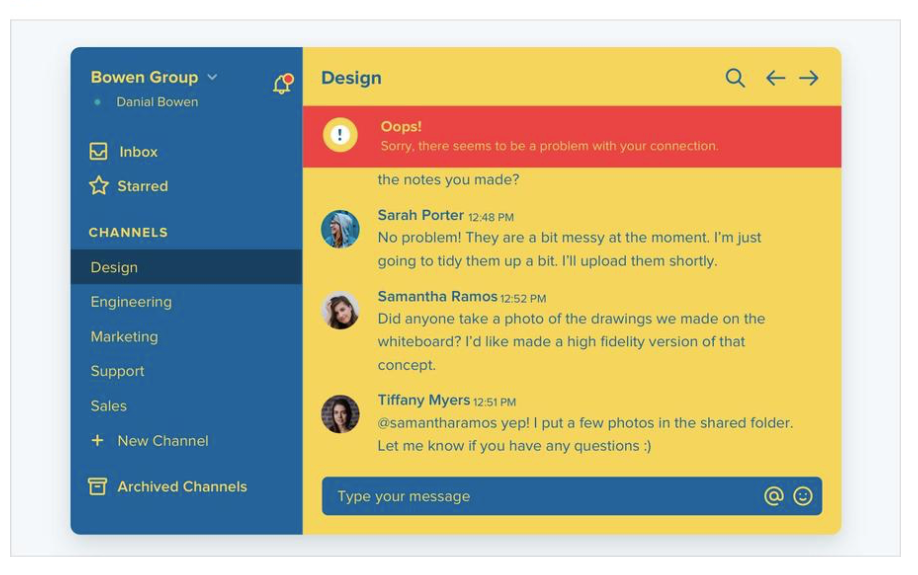 Bowen Group
Danial Bowen
Inbox
Starred
CHANNELS
Design
Engineering
Marketing
Support
Sales
+ New Channel
Archived Channels
Design
!
Oops!
Sorry, there seems to be a problem with your connection.
the notes you made?
Sarah Porter 12:48 PM
No problem! They are a bit messy at the moment. I'm just
going to tidy them up a bit. I'll upload them shortly.
Samantha Ramos 12:52 PM
Did anyone take a photo of the drawings we made on the
whiteboard? I'd like made a high fidelity version of that
concept.
Tiffany Myers 12:51 PM
@samantharamos yep! I put a few photos in the shared folder.
Let me know if you have any questions :)
Type your message @